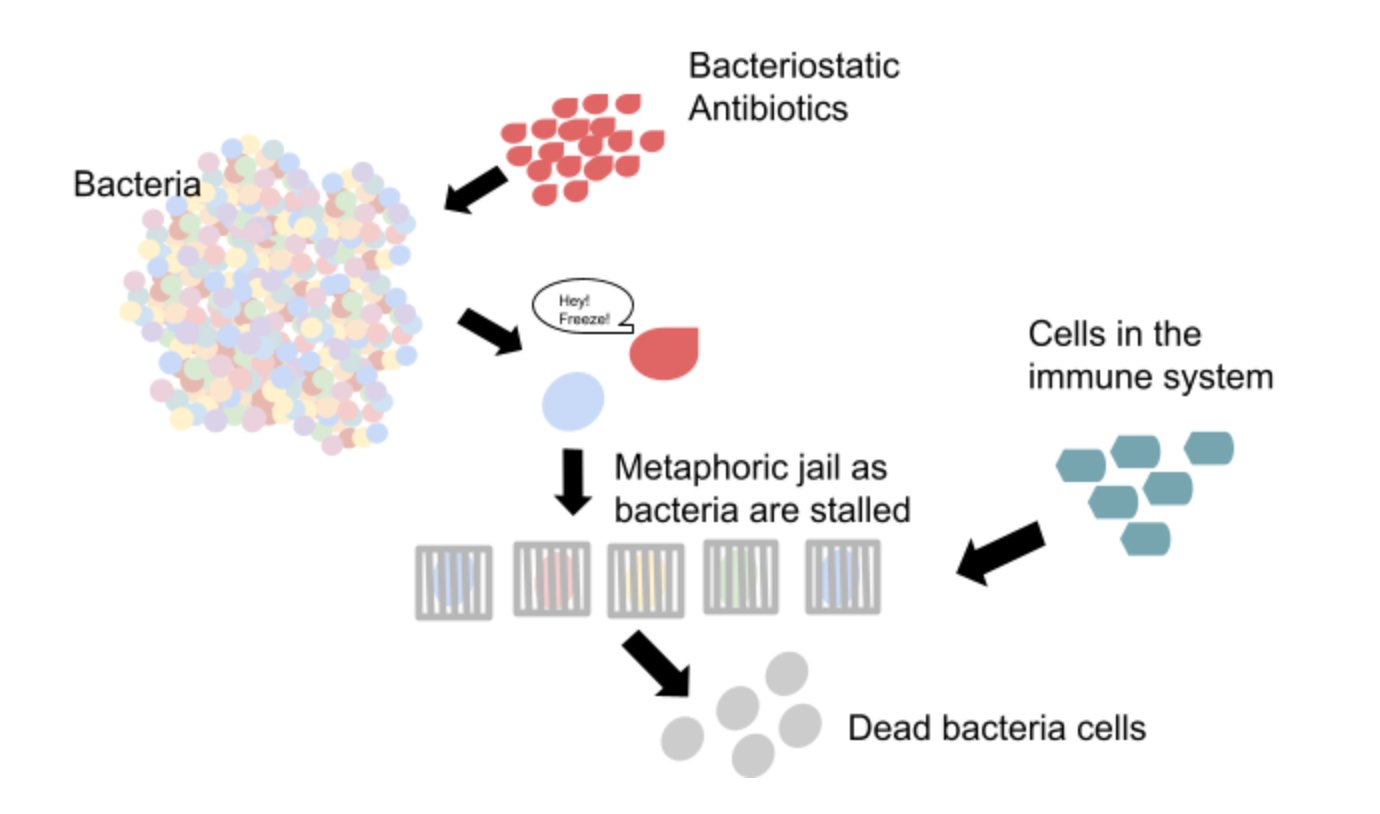 Bacteriostatic
Antibiotics
Bacteria
Hey!
Freeze!
Cells in the
immune system
Metaphoric jail as
bacteria are stalled
Dead bacteria cells